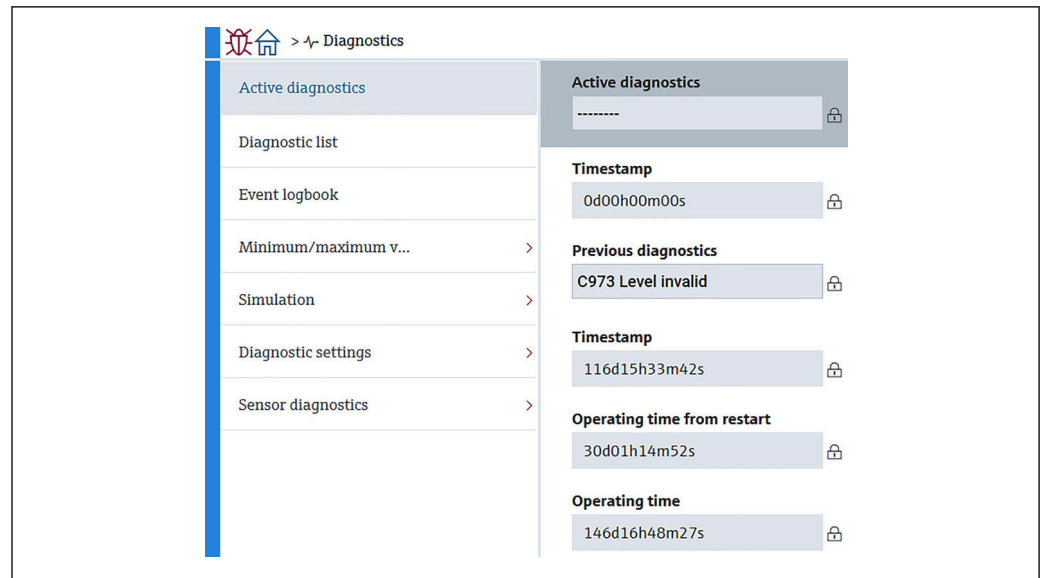 > Diagnostics
Active diagnostics
Diagnostic list
Event logbook
Minimum/maximum v...
Simulation
Diagnostic settings
Sensor diagnostics
Active diagnostics
--------
Timestamp
0d00h00m00s
Previous diagnostics
C973 Level invalid
Timestamp
116d15h33m42s
Operating time from restart
30d01h14m52s
Operating time
146d16h48m27s